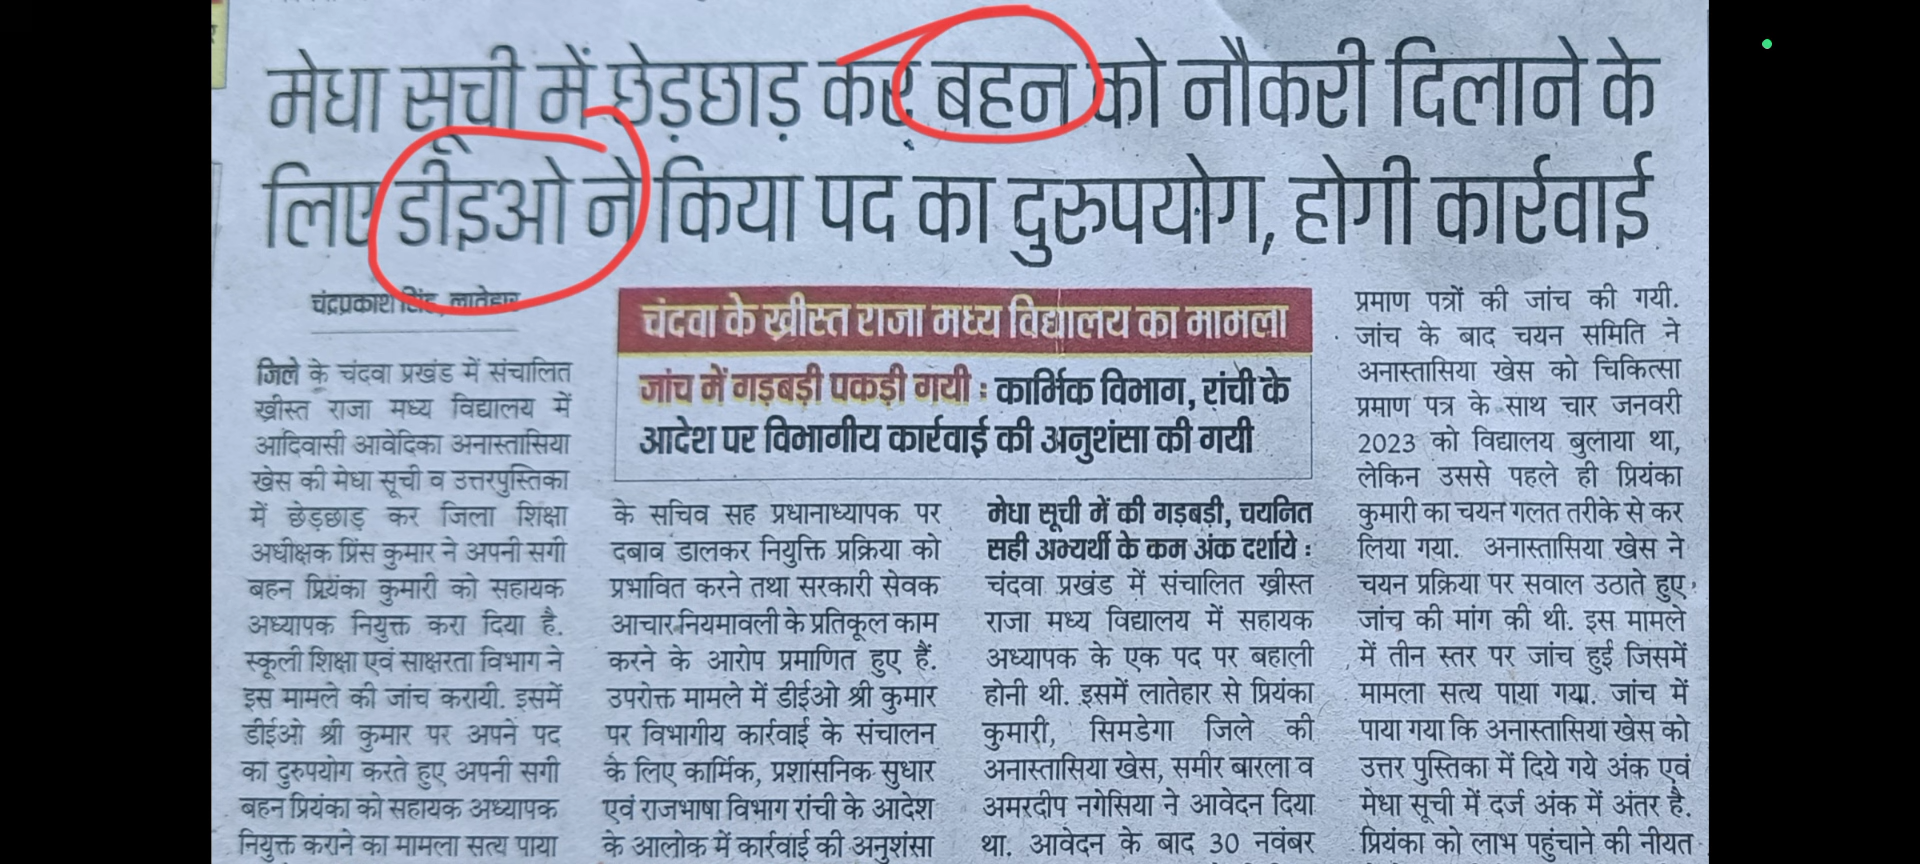 मेधा सूची में छेड़छाड़ कर बहन को नौकरी दिलाने के
लिए डीइओ ने किया पद का दुरुपयोग, होगी कार्रवाई
चंद्रप्रकाश सिंह, लातेहार
जिले के चंदवा प्रखंड में संचालित
ख्रीस्त राजा मध्य विद्यालय में
आदिवासी आवेदिका अनास्तासिया
खेस की मेधा सूची व उत्तरपुस्तिका
में छेड़छाड़ कर जिला शिक्षा
अधीक्षक प्रिंस कुमार ने अपनी सगी
बहन प्रियंका कुमारी को सहायक
अध्यापक नियुक्त करा दिया है.
स्कूली शिक्षा एवं साक्षरता विभाग ने
इस मामले की जांच करायी. इसमें
डीईओ श्री कुमार पर अपने पद
का दुरुपयोग करते हुए अपनी सगी
बहन प्रियंका को सहायक अध्यापक
नियुक्त कराने का मामला सत्य पाया
चंदवा के ख्रीस्त राजा मध्य विद्यालय का मामला
जांच में गड़बड़ी पकड़ी गयी : कार्मिक विभाग, रांची के
आदेश पर विभागीय कार्रवाई की अनुशंसा की गयी
के सचिव सह प्रधानाध्यापक पर
दबाव डालकर नियुक्ति प्रक्रिया को
प्रभावित करने तथा सरकारी सेवक
आचार नियमावली के प्रतिकूल काम
करने के आरोप प्रमाणित हुए हैं.
उपरोक्त मामले में डीईओ श्री कुमार
पर विभागीय कार्रवाई के संचालन
के लिए कार्मिक, प्रशासनिक सुधार
एवं राजभाषा विभाग रांची के आदेश
के आलोक में कार्रवाई की अनुशंसा
मेधा सूची में की गड़बड़ी, चयनित
सही अभ्यर्थी के कम अंक दर्शाये :
चंदवा प्रखंड में संचालित ख्रीस्त
राजा मध्य विद्यालय में सहायक
अध्यापक के एक पद पर बहाली
होनी थी. इसमें लातेहार से प्रियंका
कुमारी, सिमडेगा जिले की
अनास्तासिया खेस, समीर बारला व
अमरदीप नगेसिया ने आवेदन दिया
था. आवेदन के बाद 30 नवंबर
प्रमाण पत्रों की जांच की गयी.
जांच के बाद चयन समिति ने
अनास्तासिया खेस को चिकित्सा
प्रमाण पत्र के साथ चार जनवरी
2023 को विद्यालय बुलाया था,
लेकिन उससे पहले ही प्रियंका
कुमारी का चयन गलत तरीके से कर
लिया गया. अनास्तासिया खेस ने
चयन प्रक्रिया पर सवाल उठाते हुए
जांच की मांग की थी. इस मामले
में तीन स्तर पर जांच हुई जिसमें
मामला सत्य पाया गया. जांच में
पाया गया कि अनास्तासिया खेस को
उत्तर पुस्तिका में दिये गये अंक एवं
मेधा सूची में दर्ज अंक में अंतर है.
प्रियंका को लाभ पहुंचाने की नीयत